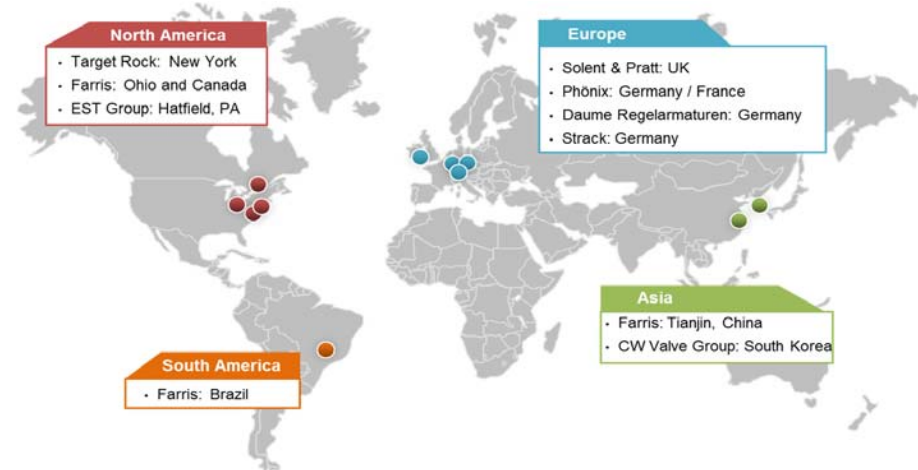 North America
· Target Rock: New York
· Farris: Ohio and Canada
· EST Group: Hatfield, PA
Europe
· Solent & Pratt: UK
· Phönix: Germany / France
· Daume Regelarmaturen: Germany
· Strack: Germany
Asia
· Farris: Tianjin, China
· CW Valve Group: South Korea
South America
· Farris: Brazil